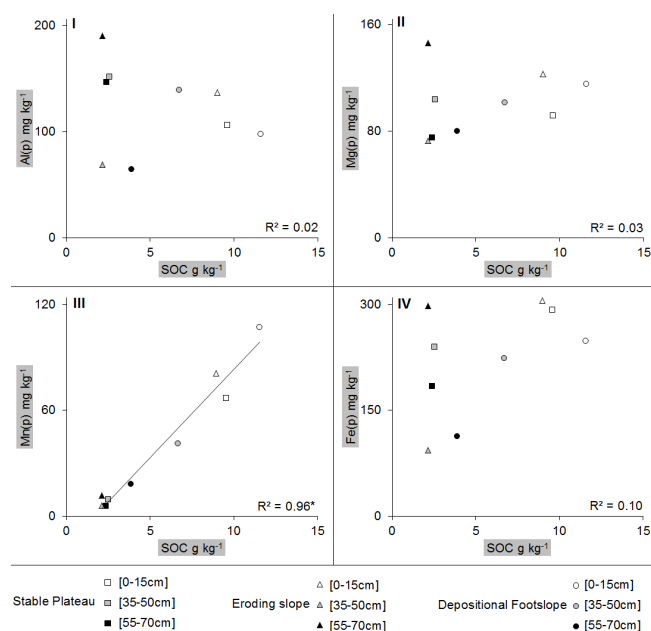 I
200
100
0
Al(p) mg kg⁻¹
0 5 10 15
SOC g kg⁻¹
R² = 0.02
II
160
80
0
Mg(p) mg kg⁻¹
0 5 10 15
SOC g kg⁻¹
R² = 0.03
III
120
60
0
Mn(p) mg kg⁻¹
0 5 10 15
SOC g kg⁻¹
R² = 0.96*
IV
300
150
0
Fe(p) mg kg⁻¹
0 5 10 15
SOC g kg⁻¹
R² = 0.10
Stable Plateau
[0-15cm]
[35-50cm]
[55-70cm]
Eroding slope
[0-15cm]
[35-50cm]
[55-70cm]
Depositional Footslope
[0-15cm]
[35-50cm]
[55-70cm]